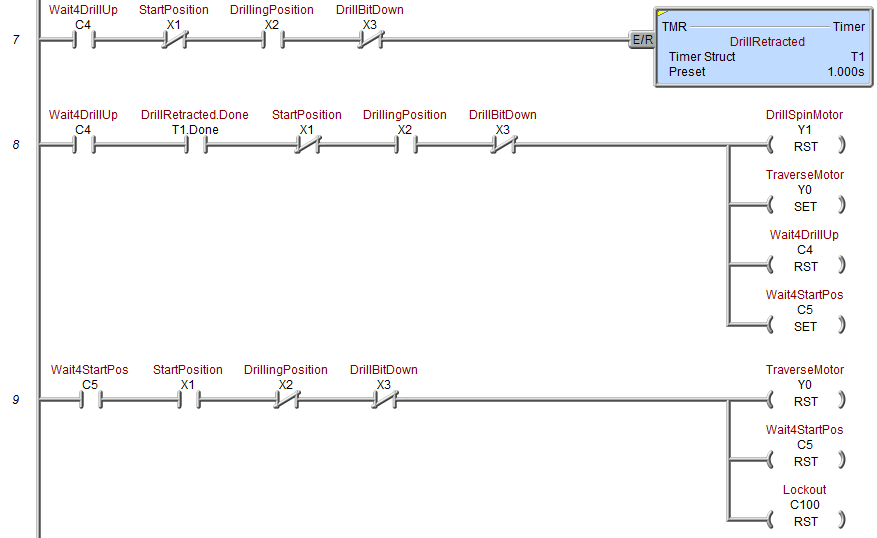 Wait4DrillUp StartPosition DrillingPosition DrillBitDown
C4 X1 X2 X3
7
E/R
TMR Timer
DrillRetracted
Timer Struct T1
Preset 1.000s
Wait4DrillUp DrillRetracted.Done StartPosition DrillingPosition DrillBitDown DrillSpinMotor
C4 T1.Done X1 X2 X3 Y1
8 RST
TraverseMotor
Y0
SET
Wait4DrillUp
C4
RST
Wait4StartPos
C5
SET
Wait4StartPos StartPosition DrillingPosition DrillBitDown TraverseMotor
C5 X1 X2 X3 Y0
9 RST
Wait4StartPos
C5
RST
Lockout
C100
RST